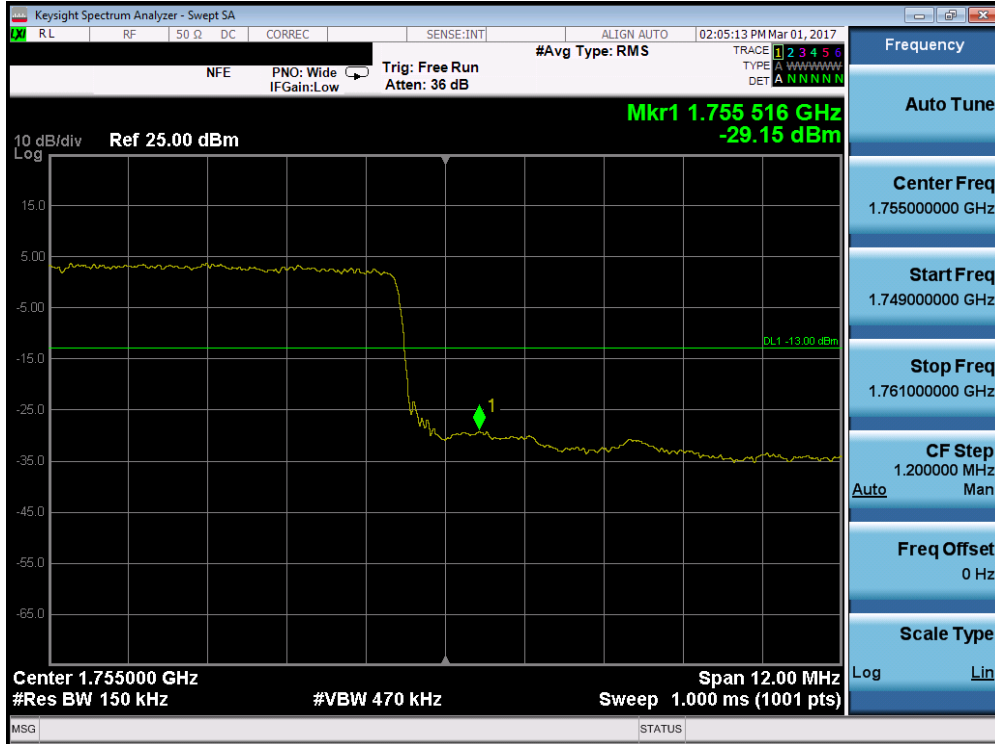 Keysight Spectrum Analyzer - Swept SA
LXI RL RF 50 Ω DC CORREC SENSE:INT ALIGN AUTO 02:05:13 PM Mar 01, 2017
Frequency
#Avg Type: RMS TRACE 1 2 3 4 5 6
NFE PNO: Wide Trig: Free Run TYPE A WWWWW
IFGain:Low Atten: 36 dB DET A N N N N N
Auto Tune
Mkr1 1.755 516 GHz
-29.15 dBm
10 dB/div Ref 25.00 dBm
Log
Center Freq
1.755000000 GHz
15.0
5.00
Start Freq
1.749000000 GHz
-5.00
DL1 -13.00 dBm
-15.0
Stop Freq
1.761000000 GHz
-25.0
1
-35.0
CF Step
1.200000 MHz
Auto Man
-45.0
-55.0
Freq Offset
0 Hz
-65.0
Scale Type
Log Lin
Center 1.755000 GHz Span 12.00 MHz
#Res BW 150 kHz #VBW 470 kHz Sweep 1.000 ms (1001 pts)
MSG STATUS